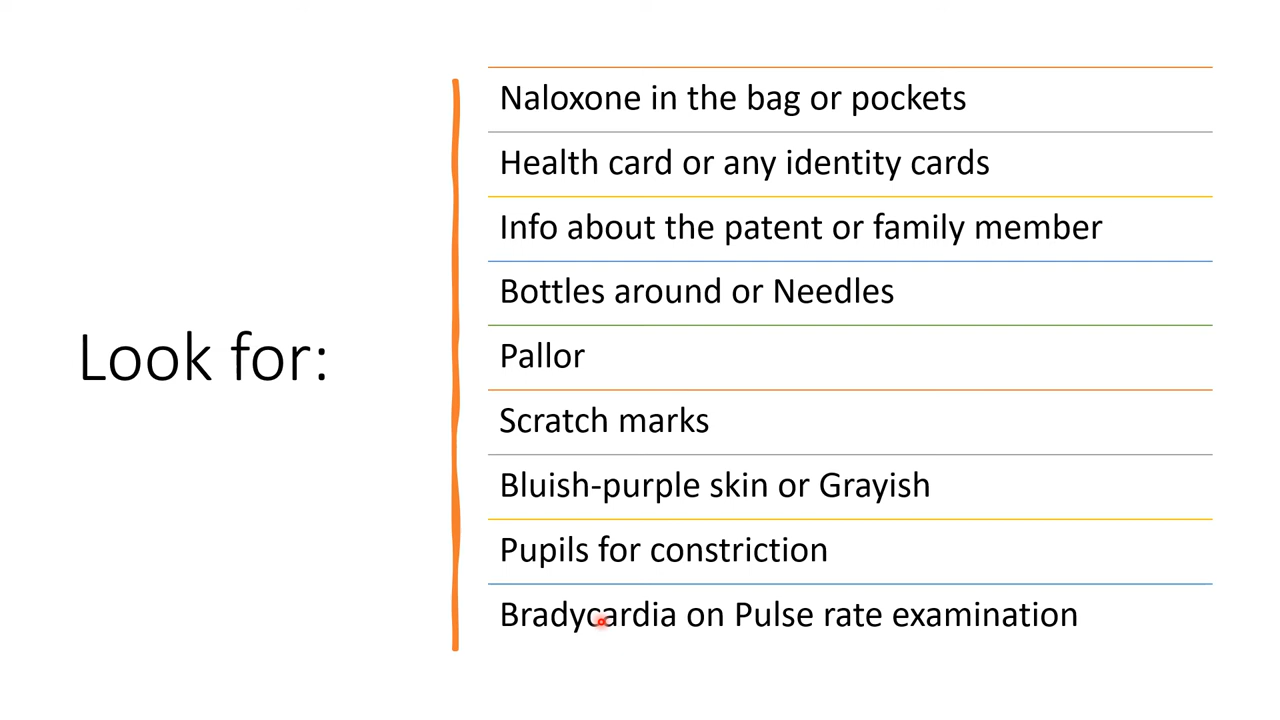 Look for:
Naloxone in the bag or pockets
Health card or any identity cards
Info about the patent or family member
Bottles around or Needles
Pallor
Scratch marks
Bluish-purple skin or Grayish
Pupils for constriction
Bradycardia on Pulse rate examination